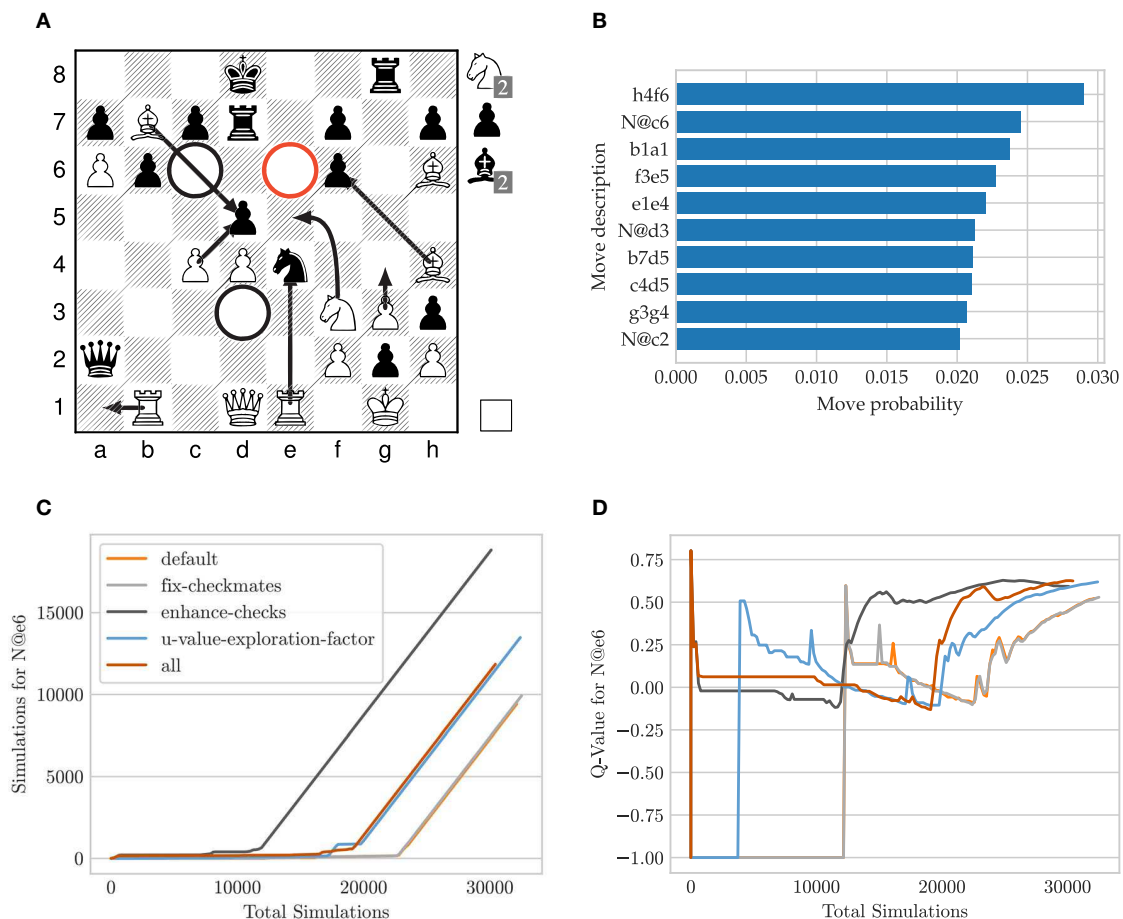 A
8
7
6
5
4
3
2
1
a b c d e f g h
2
2
B
Move description
h4f6
N@c6
b1a1
f3e5
e1e4
N@d3
b7d5
c4d5
g3g4
N@c2
0.000 0.005 0.010 0.015 0.020 0.025 0.030
Move probability
C
Simulations for N@e6
default
fix-checkmates
enhance-checks
u-value-exploration-factor
all
15000
10000
5000
0
0 10000 20000 30000
Total Simulations
D
Q-Value for N@e6
0.75
0.50
0.25
0.00
−0.25
−0.50
−0.75
−1.00
0 10000 20000 30000
Total Simulations